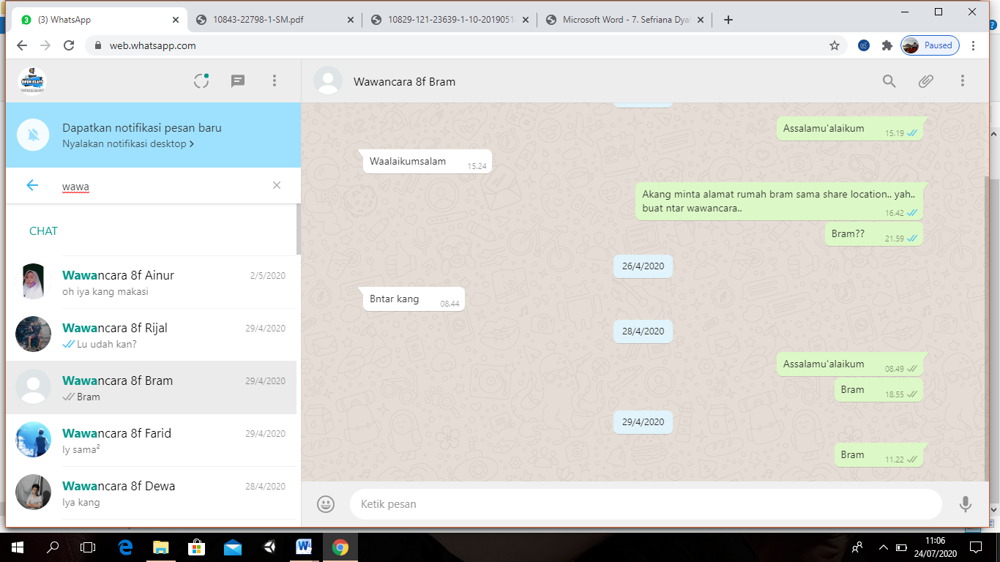 (3) WhatsApp
10843-22798-1-SM.pdf
10829-121-23639-1-10-2019051
Microsoft Word - 7. Sefriana Dya
web.whatsapp.com
Paused
OPEN CLAS
Dapatkan notifikasi pesan baru
Nyalakan notifikasi desktop >
wawa
CHAT
Wawancara 8f Ainur 2/5/2020
oh iya kang makasi
Wawancara 8f Rijal 29/4/2020
Lu udah kan?
Wawancara 8f Bram 29/4/2020
Bram
Wawancara 8f Farid 29/4/2020
Iy sama²
Wawancara 8f Dewa 28/4/2020
Iya kang
Wawancara 8f Bram
Assalamu'alaikum 15.19
Waalaikumsalam 15.24
Akang minta alamat rumah bram sama share location.. yah..
buat ntar wawancara.. 16.42
Bram?? 21.59
26/4/2020
Bntar kang 08.44
28/4/2020
Assalamu'alaikum 08.49
Bram 18.55
29/4/2020
Bram 11.22
Ketik pesan
11:06
24/07/2020